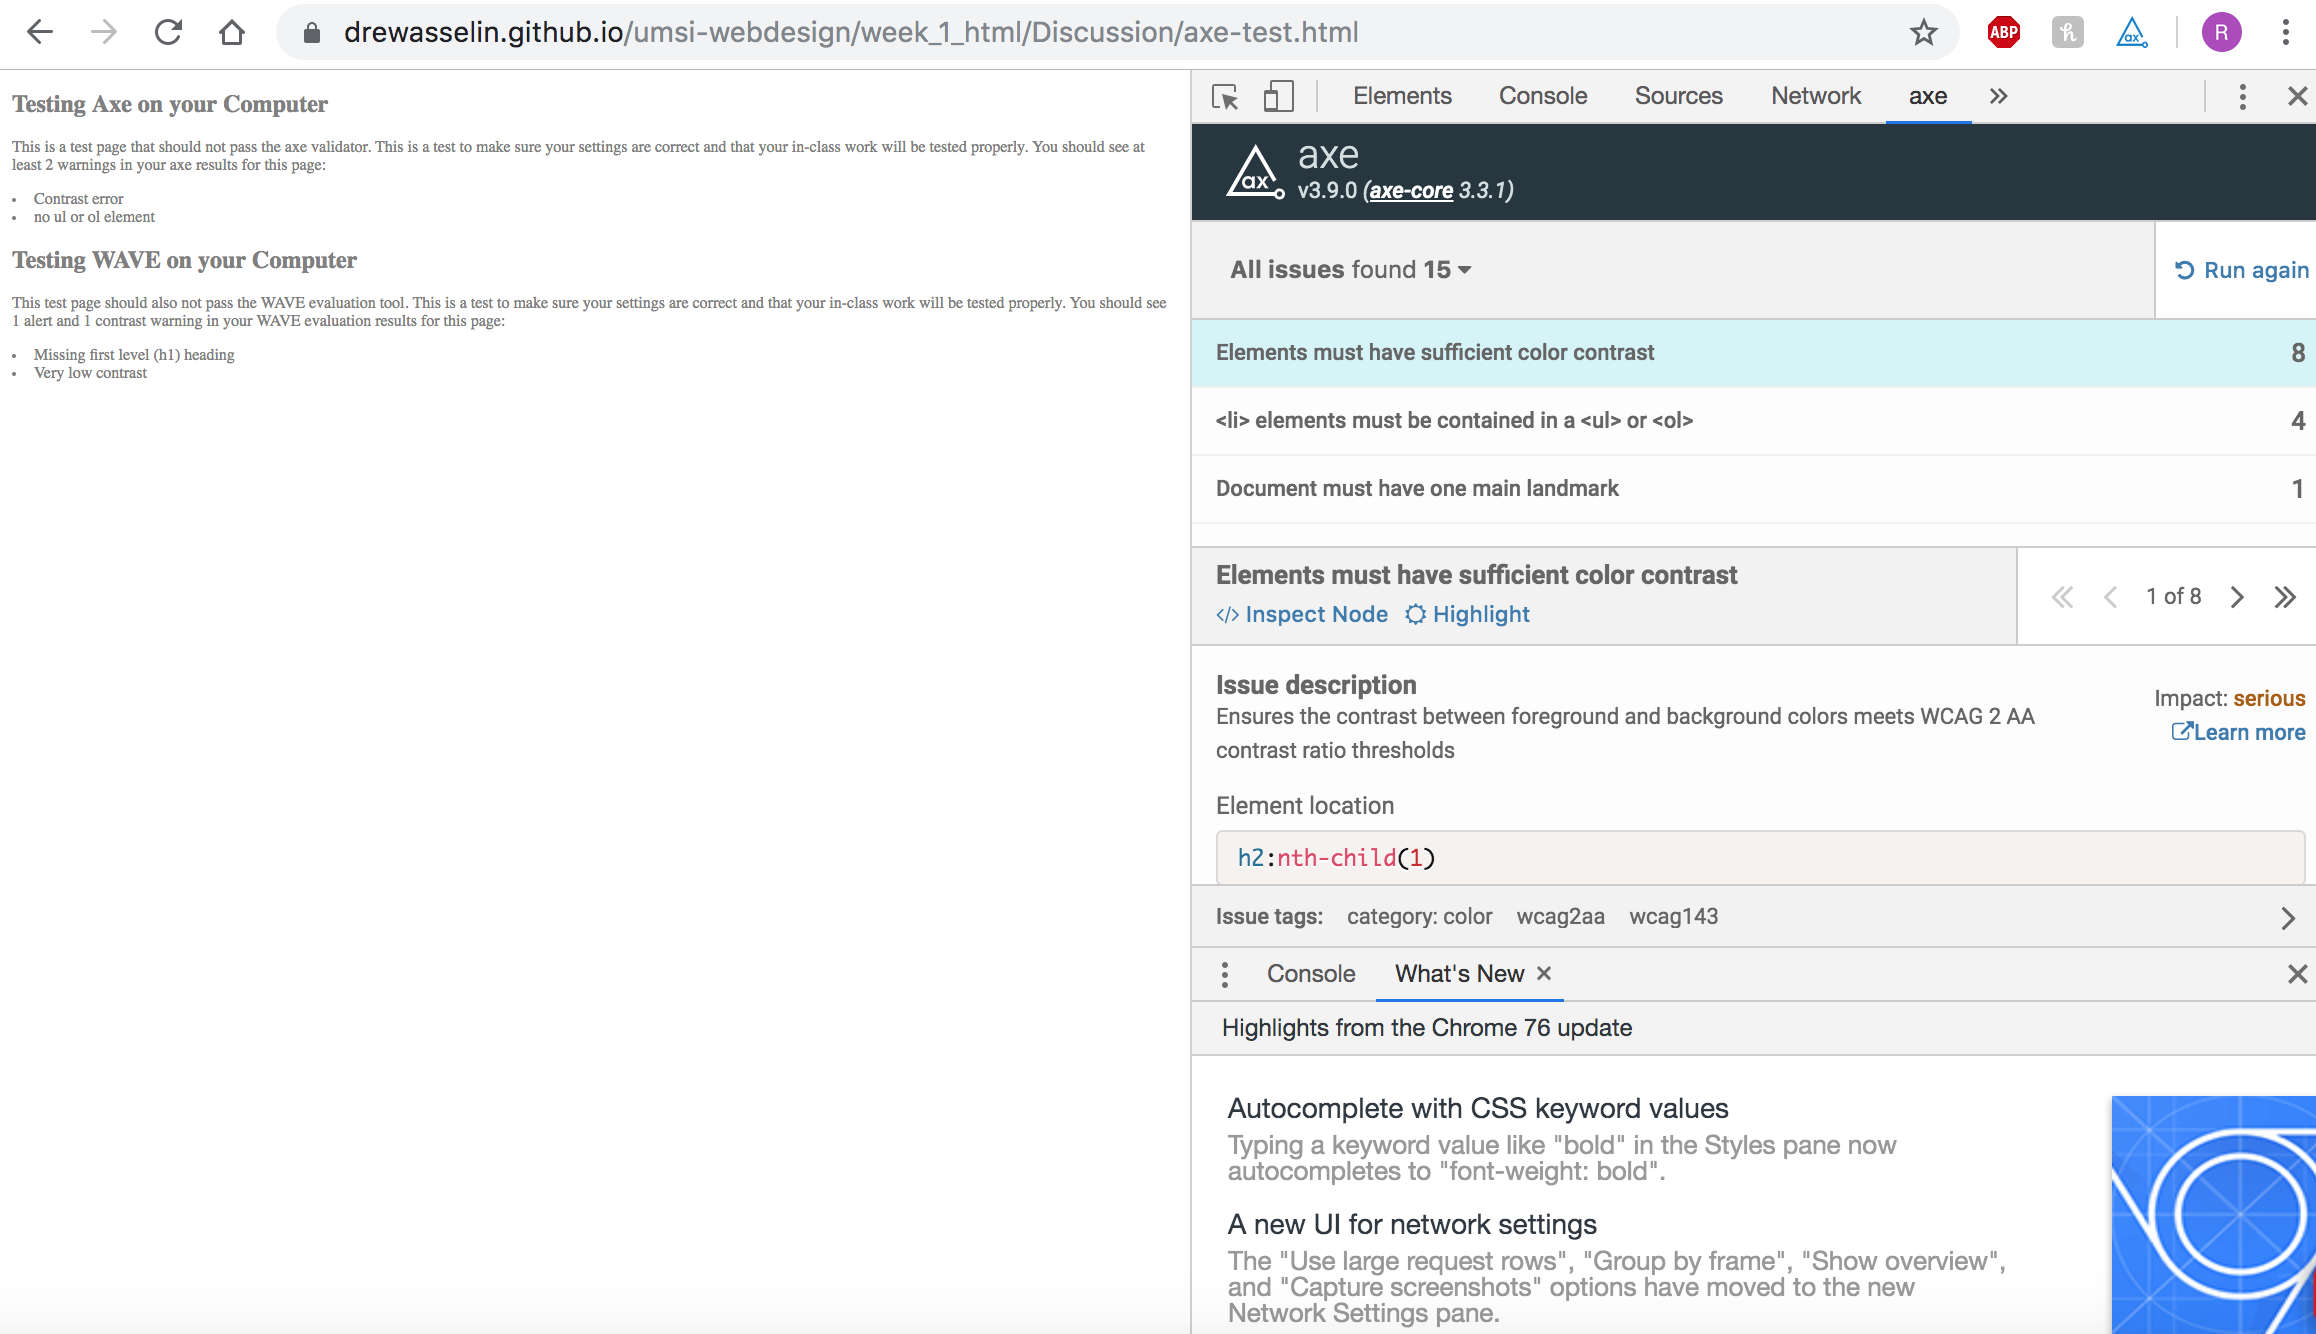 drewasselin.github.io/umsi-webdesign/week_1_html/Discussion/axe-test.html
ABP
h
ax
R
Testing Axe on your Computer
This is a test page that should not pass the axe validator. This is a test to make sure your settings are correct and that your in-class work will be tested properly. You should see at
least 2 warnings in your axe results for this page:
• Contrast error
• no ul or ol element
Testing WAVE on your Computer
This test page should also not pass the WAVE evaluation tool. This is a test to make sure your settings are correct and that your in-class work will be tested properly. You should see
1 alert and 1 contrast warning in your WAVE evaluation results for this page:
• Missing first level (h1) heading
• Very low contrast
Elements Console Sources Network axe »
ax
axe
v3.9.0 (axe-core 3.3.1)
All issues found 15
Run again
Elements must have sufficient color contrast 8
<li> elements must be contained in a <ul> or <ol> 4
Document must have one main landmark 1
Elements must have sufficient color contrast
</> Inspect Node Highlight
1 of 8
Issue description
Ensures the contrast between foreground and background colors meets WCAG 2 AA
contrast ratio thresholds
Impact: serious
Learn more
Element location
h2:nth-child(1)
Issue tags: category: color wcag2aa wcag143
Console What's New ×
Highlights from the Chrome 76 update
Autocomplete with CSS keyword values
Typing a keyword value like "bold" in the Styles pane now
autocompletes to "font-weight: bold".
A new UI for network settings
The "Use large request rows", "Group by frame", "Show overview",
and "Capture screenshots" options have moved to the new
Network Settings pane.